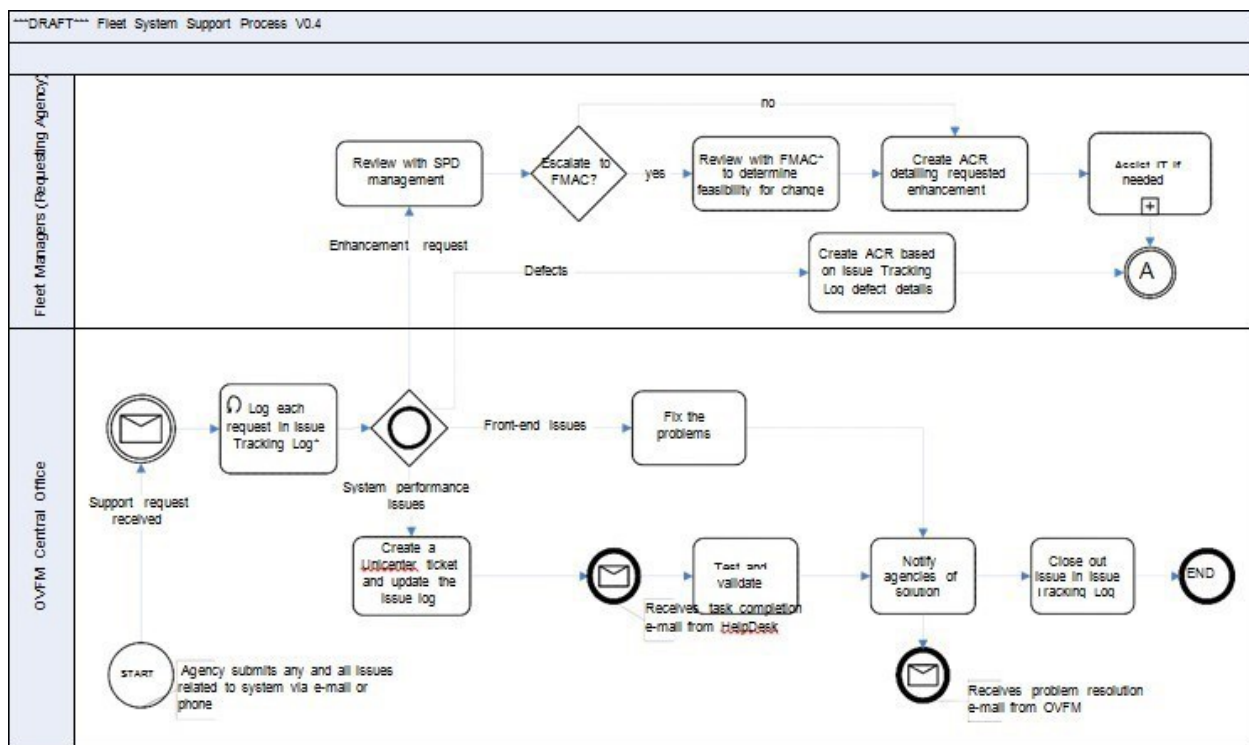 ***DRAFT*** Fleet System Support Process V0.4
Fleet Managers (Requesting Agency)
no
Review with SPD
management
Escalate to
FMAC?
yes
Review with FMAC*
to determine
feasibility for change
Create ACR
detailing requested
enhancement
Assist IT if
needed
Enhancement request
Defects
Create ACR based
on Issue Tracking
Log defect details
A
OVFM Central Office
Log each
request in Issue
Tracking Log*
Front-end Issues
Fix the
problems
Support request
received
System performance
Issues
Create a
Unicenter ticket
and update the
Issue log
Test and
validate
Notify
agencies of
solution
Close out
Issue in Issue
Tracking Log
END
Receives task completion
e-mail from HelpDesk
START
Agency submits any and all issues
related to system via e-mail or
phone
Receives problem resolution
e-mail from OVFM